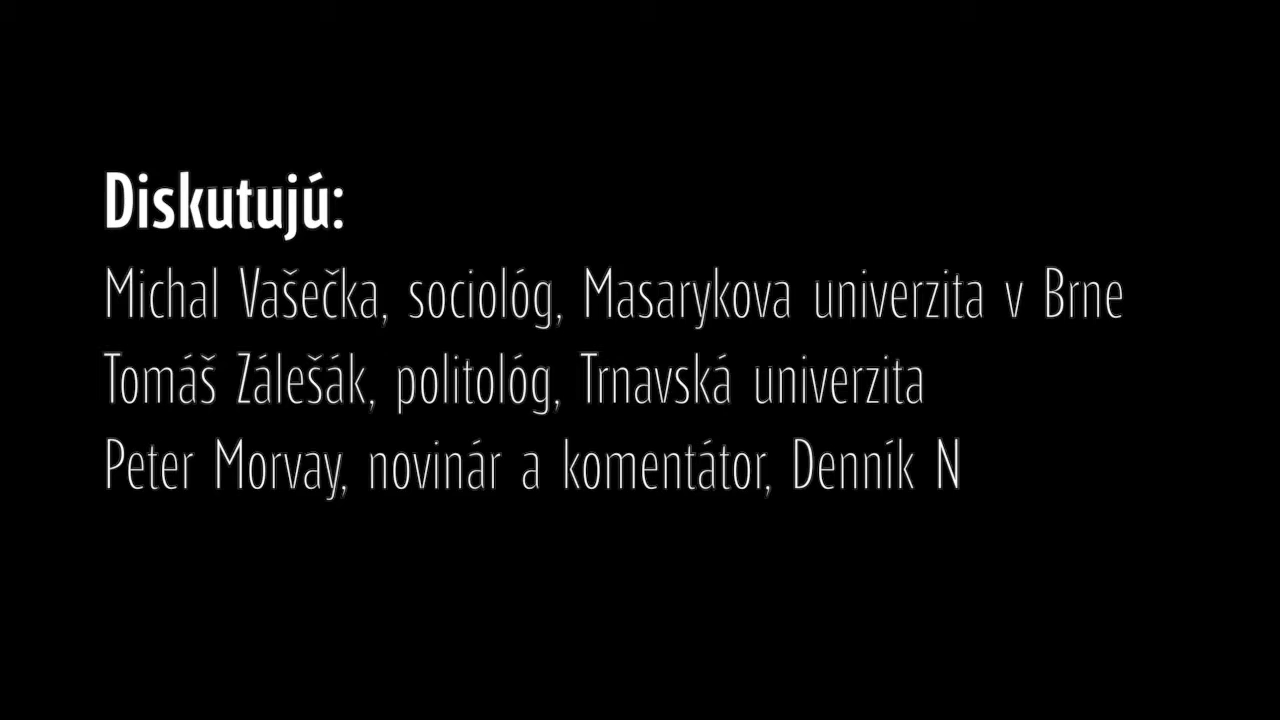 Diskutujú:
Michal Vašečka, sociológ, Masarykova univerzita v Brne
Tomáš Zálešák, politológ, Trnavská univerzita
Peter Morvay, novinár a komentátor, Denník N